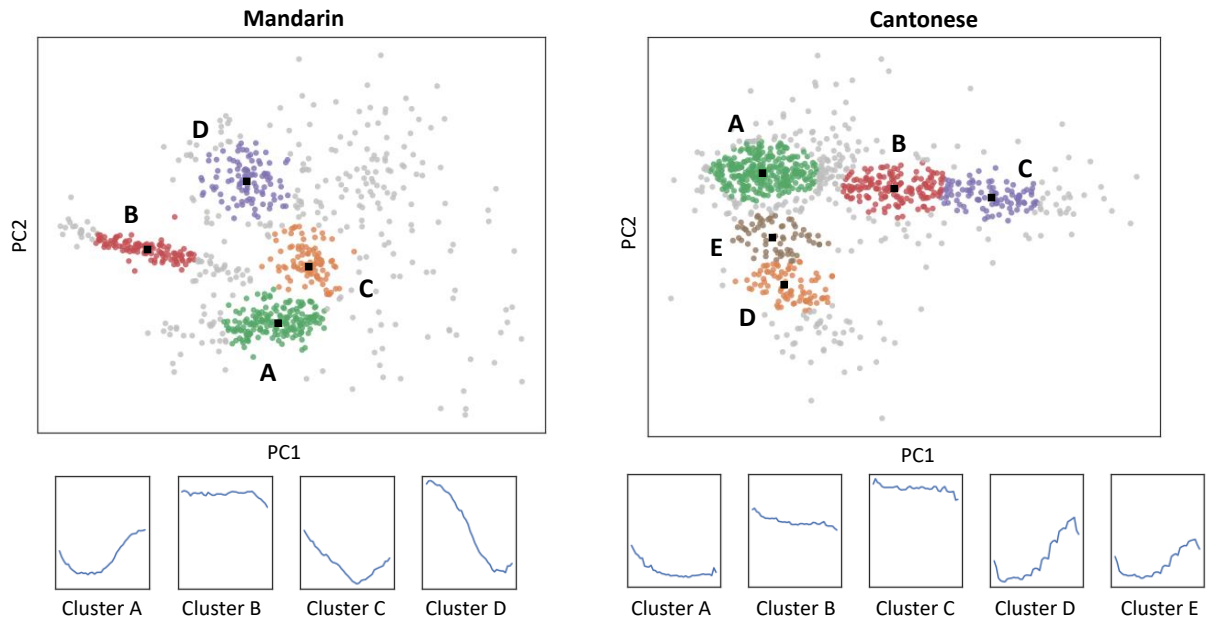 Mandarin
D
B
C
A
PC2
PC1
Cluster A
Cluster B
Cluster C
Cluster D
Cantonese
A
B
C
E
D
PC2
PC1
Cluster A
Cluster B
Cluster C
Cluster D
Cluster E